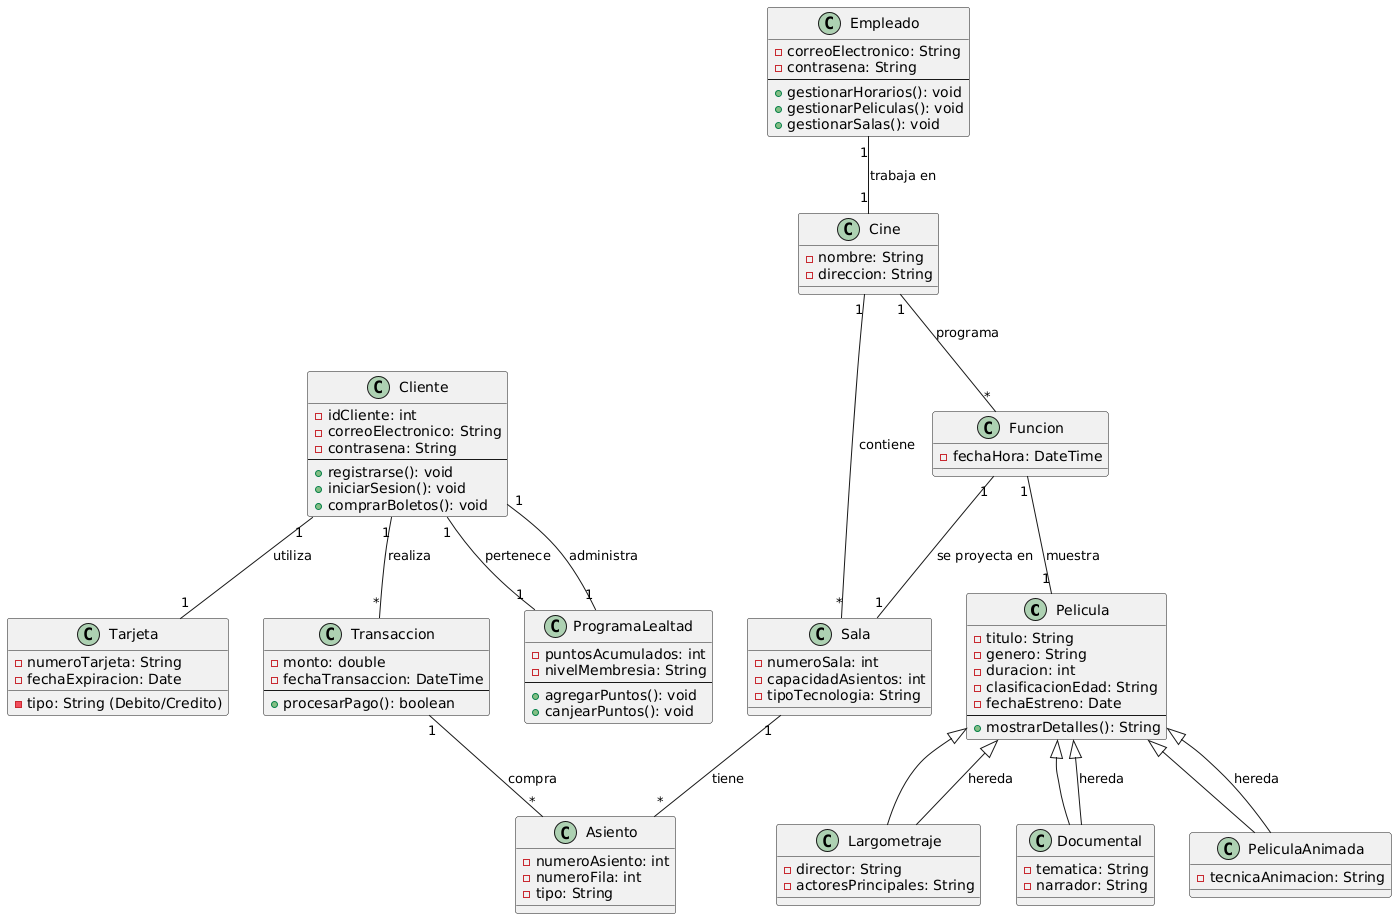 Empleado
correoElectronico: String
contrasena: String
gestionarHorarios(): void
gestionarPeliculas(): void
gestionarSalas(): void
1
trabaja en
1
Cine
nombre: String
direccion: String
1
1
programa
*
contiene
*
Cliente
idCliente: int
correoElectronico: String
contrasena: String
registrarse(): void
iniciarSesion(): void
comprarBoletos(): void
Funcion
fechaHora: DateTime
1
utiliza
1
1
realiza
*
1
pertenece
1
1
administra
1
1
se proyecta en
1
1
muestra
1
Tarjeta
numeroTarjeta: String
fechaExpiracion: Date
tipo: String (Debito/Credito)
Transaccion
monto: double
fechaTransaccion: DateTime
procesarPago(): boolean
ProgramaLealtad
puntosAcumulados: int
nivelMembresia: String
agregarPuntos(): void
canjearPuntos(): void
Sala
numeroSala: int
capacidadAsientos: int
tipoTecnologia: String
Pelicula
titulo: String
genero: String
duracion: int
clasificacionEdad: String
fechaEstreno: Date
mostrarDetalles(): String
1
compra
*
1
tiene
*
hereda
hereda
hereda
Asiento
numeroAsiento: int
numeroFila: int
tipo: String
Largometraje
director: String
actoresPrincipales: String
Documental
tematica: String
narrador: String
PeliculaAnimada
tecnicaAnimacion: String
C
C
C
C
C
C
C
C
C
C
C
C